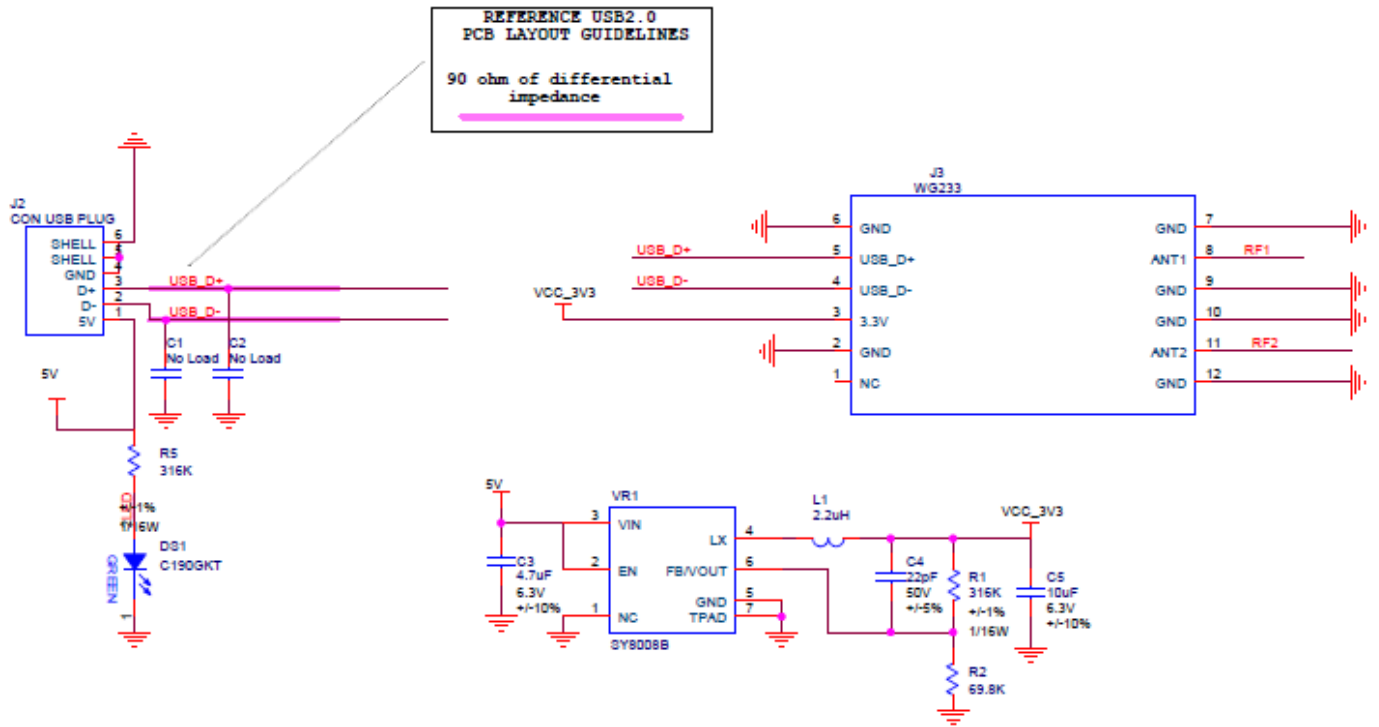 REFERENCE USB2.0
PCB LAYOUT GUIDELINES
90 ohm of differential
impedance
J2
CON USB PLUG
SHELL
SHELL
GND
D+
D-
5V
6
5
4
3
2
1
USB_D+
USB_D-
C1
No Load
C2
No Load
5V
R5
316K
+/-1%
1/16W
DS1
C190GKT
GREEN
1
J3
WG233
6
GND
USB_D+
5
USB_D+
USB_D-
4
USB_D-
VCC_3V3
3
3.3V
2
GND
1
NC
GND
7
ANT1
8
RF1
GND
9
GND
10
ANT2
11
RF2
GND
12
5V
C3
4.7uF
6.3V
+/-10%
VR1
3
VIN
2
EN
1
NC
LX
4
FB/VOUT
6
GND
5
TPAD
7
SY8008B
L1
2.2uH
VCC_3V3
C4
22pF
50V
+/-5%
R1
316K
+/-1%
1/16W
C5
10uF
6.3V
+/-10%
R2
69.8K